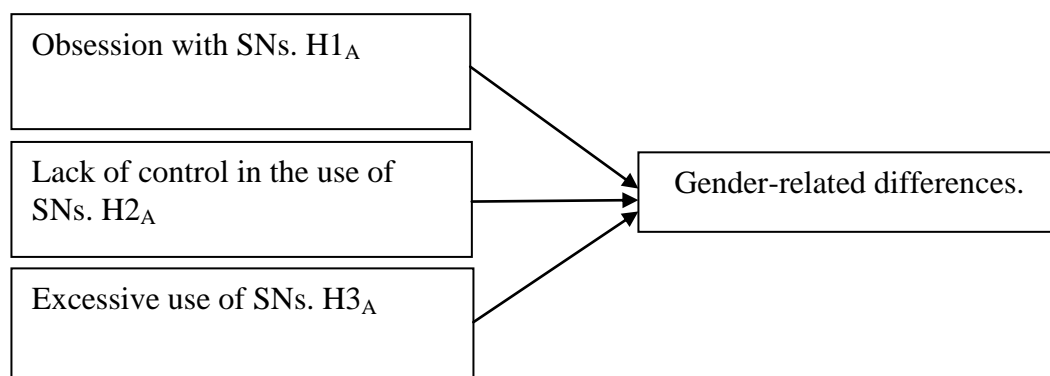 Obsession with SNs. H1A
Lack of control in the use of
SNs. H2A
Gender-related differences.
Excessive use of SNs. H3A